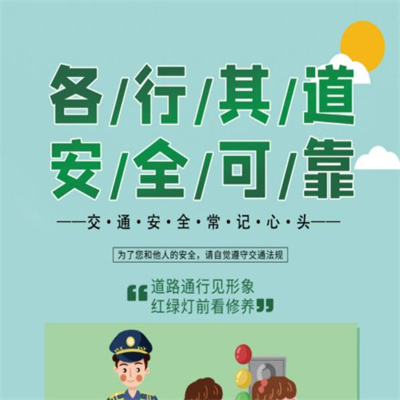 各/行/其/道
安/全/可/靠
——交·通·安·全·常·记·心·头——
为了您和他人的安全，请自觉遵守交通法规
“道路通行见形象
红绿灯前看修养”